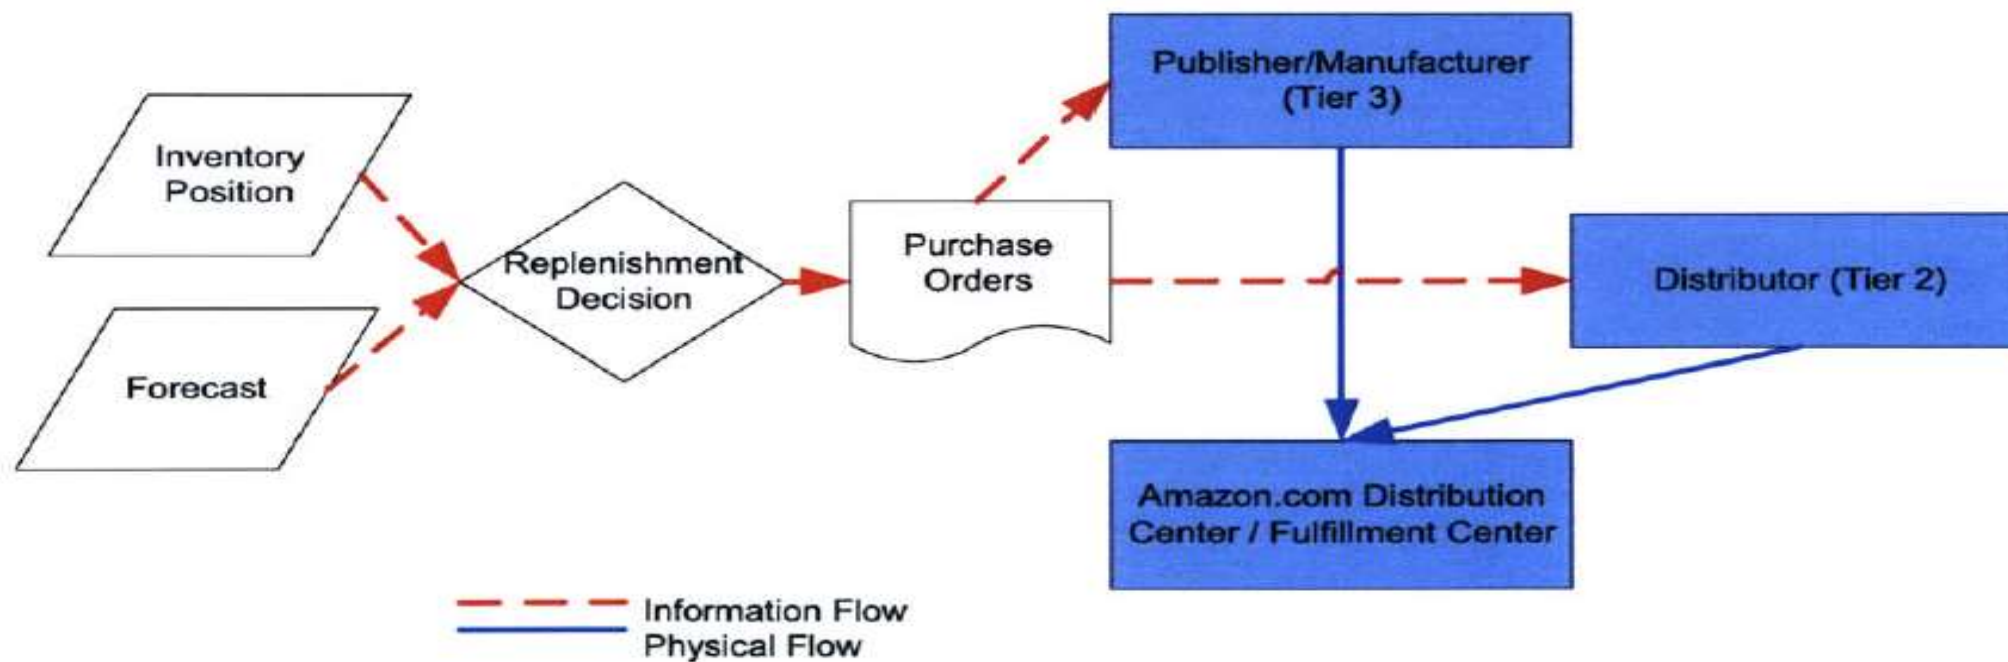 Publisher/Manufacturer
(Tier 3)
Inventory
Position
Replenishment
Decision
Purchase
Orders
Distributor (Tier 2)
Forecast
Amazon.com Distribution
Center / Fulfillment Center
Information Flow
Physical Flow